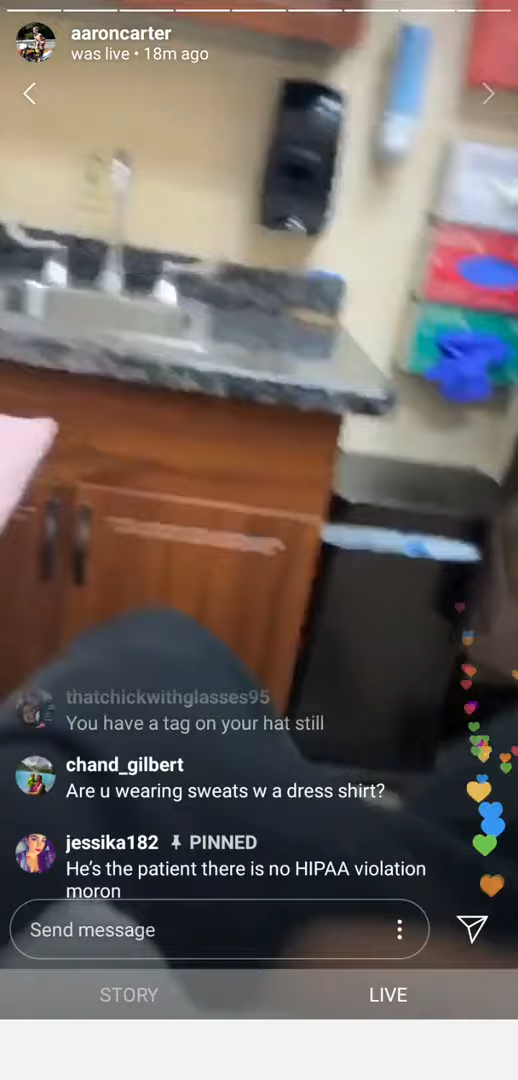 aaroncarter
was live • 18m ago
thatchickwithglasses95
You have a tag on your hat still
chand_gilbert
Are u wearing sweats w a dress shirt?
jessika182 PINNED
He's the patient there is no HIPAA violation
moron
Send message
STORY LIVE